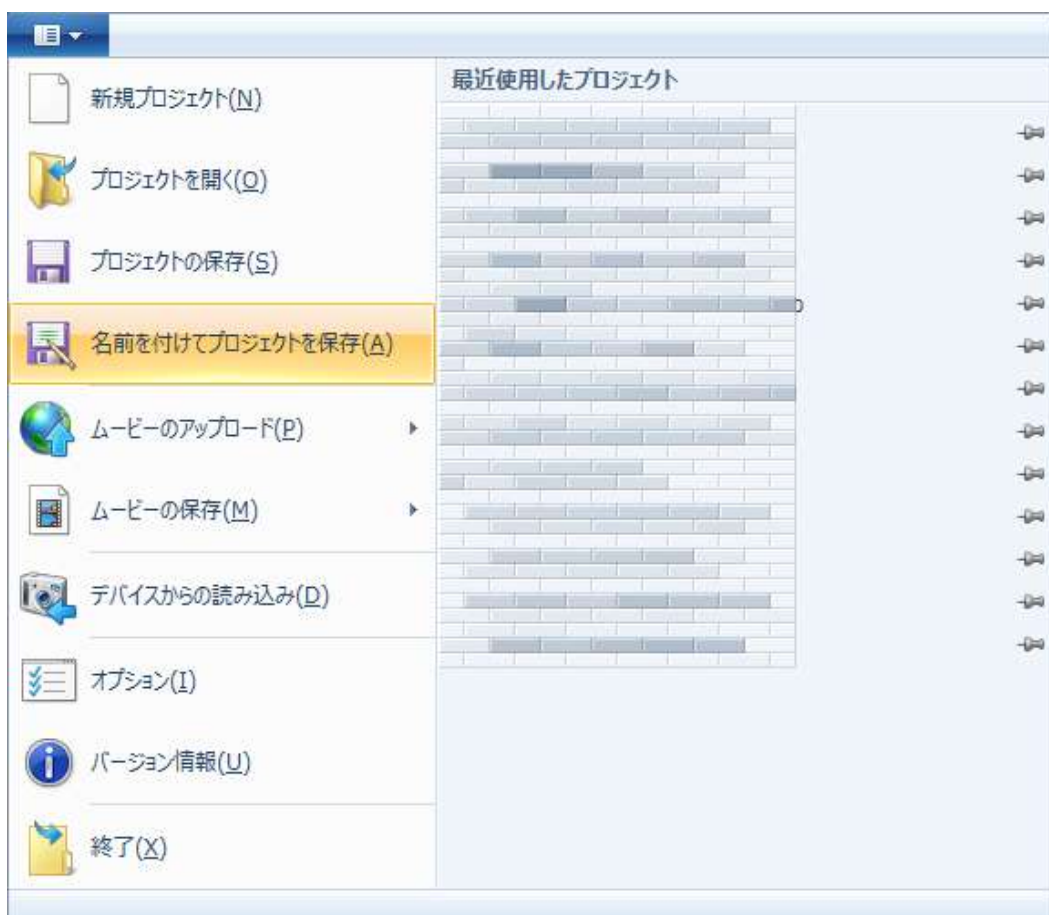 最近使用したプロジェクト
新規プロジェクト(N)
プロジェクトを開く(O)
プロジェクトの保存(S)
名前を付けてプロジェクトを保存(A)
ムービーのアップロード(P)
ムービーの保存(M)
デバイスからの読み込み(D)
オプション(I)
バージョン情報(U)
終了(X)